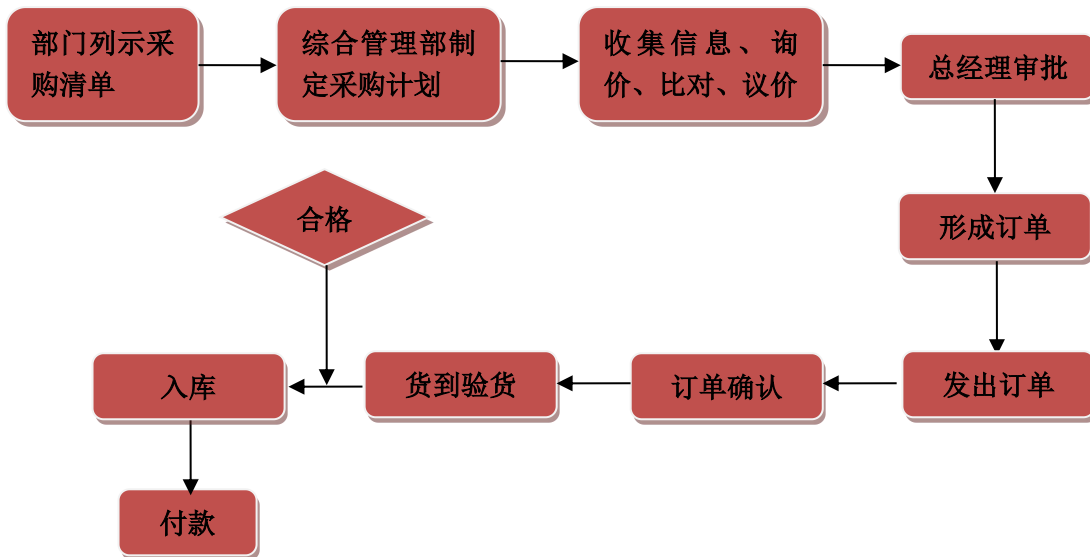 部门列示采
购清单
综合管理部制
定采购计划
收集信息、询
价、比对、议价
总经理审批
合格
形成订单
入库
货到验货
订单确认
发出订单
付款